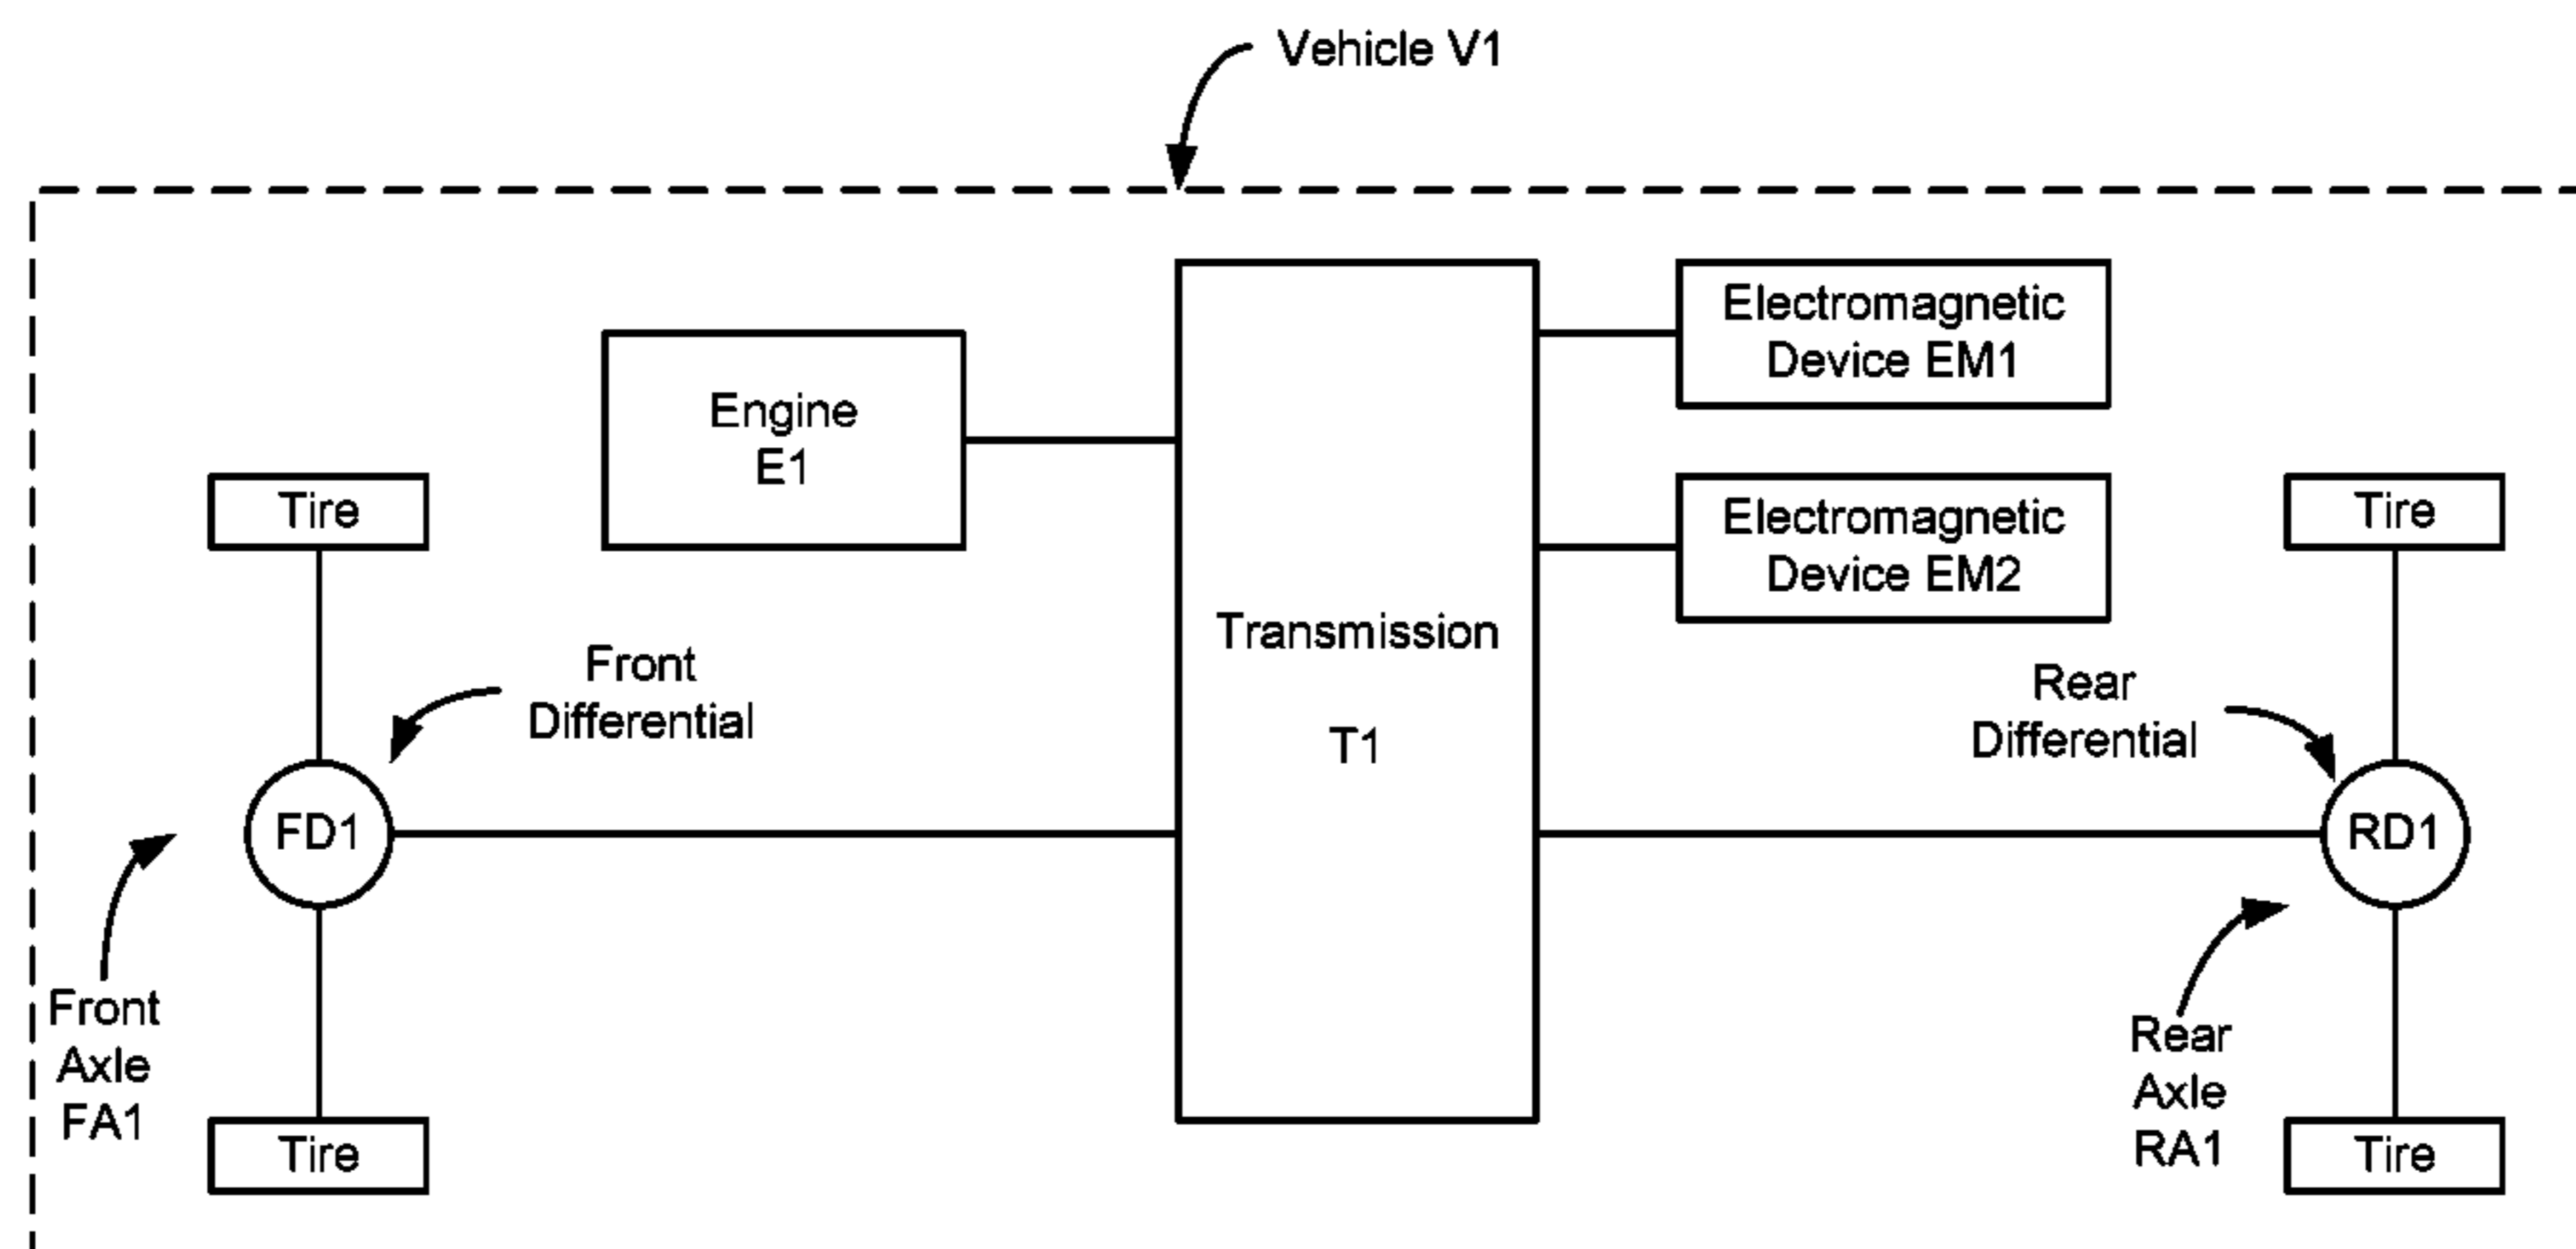 Vehicle V1
Electromagnetic
Device EM1
Engine
E1
Tire
Electromagnetic
Device EM2
Tire
Transmission
T1
Front
Differential
Rear
Differential
FD1
RD1
Front
Axle
FA1
Rear
Axle
RA1
Tire
Tire